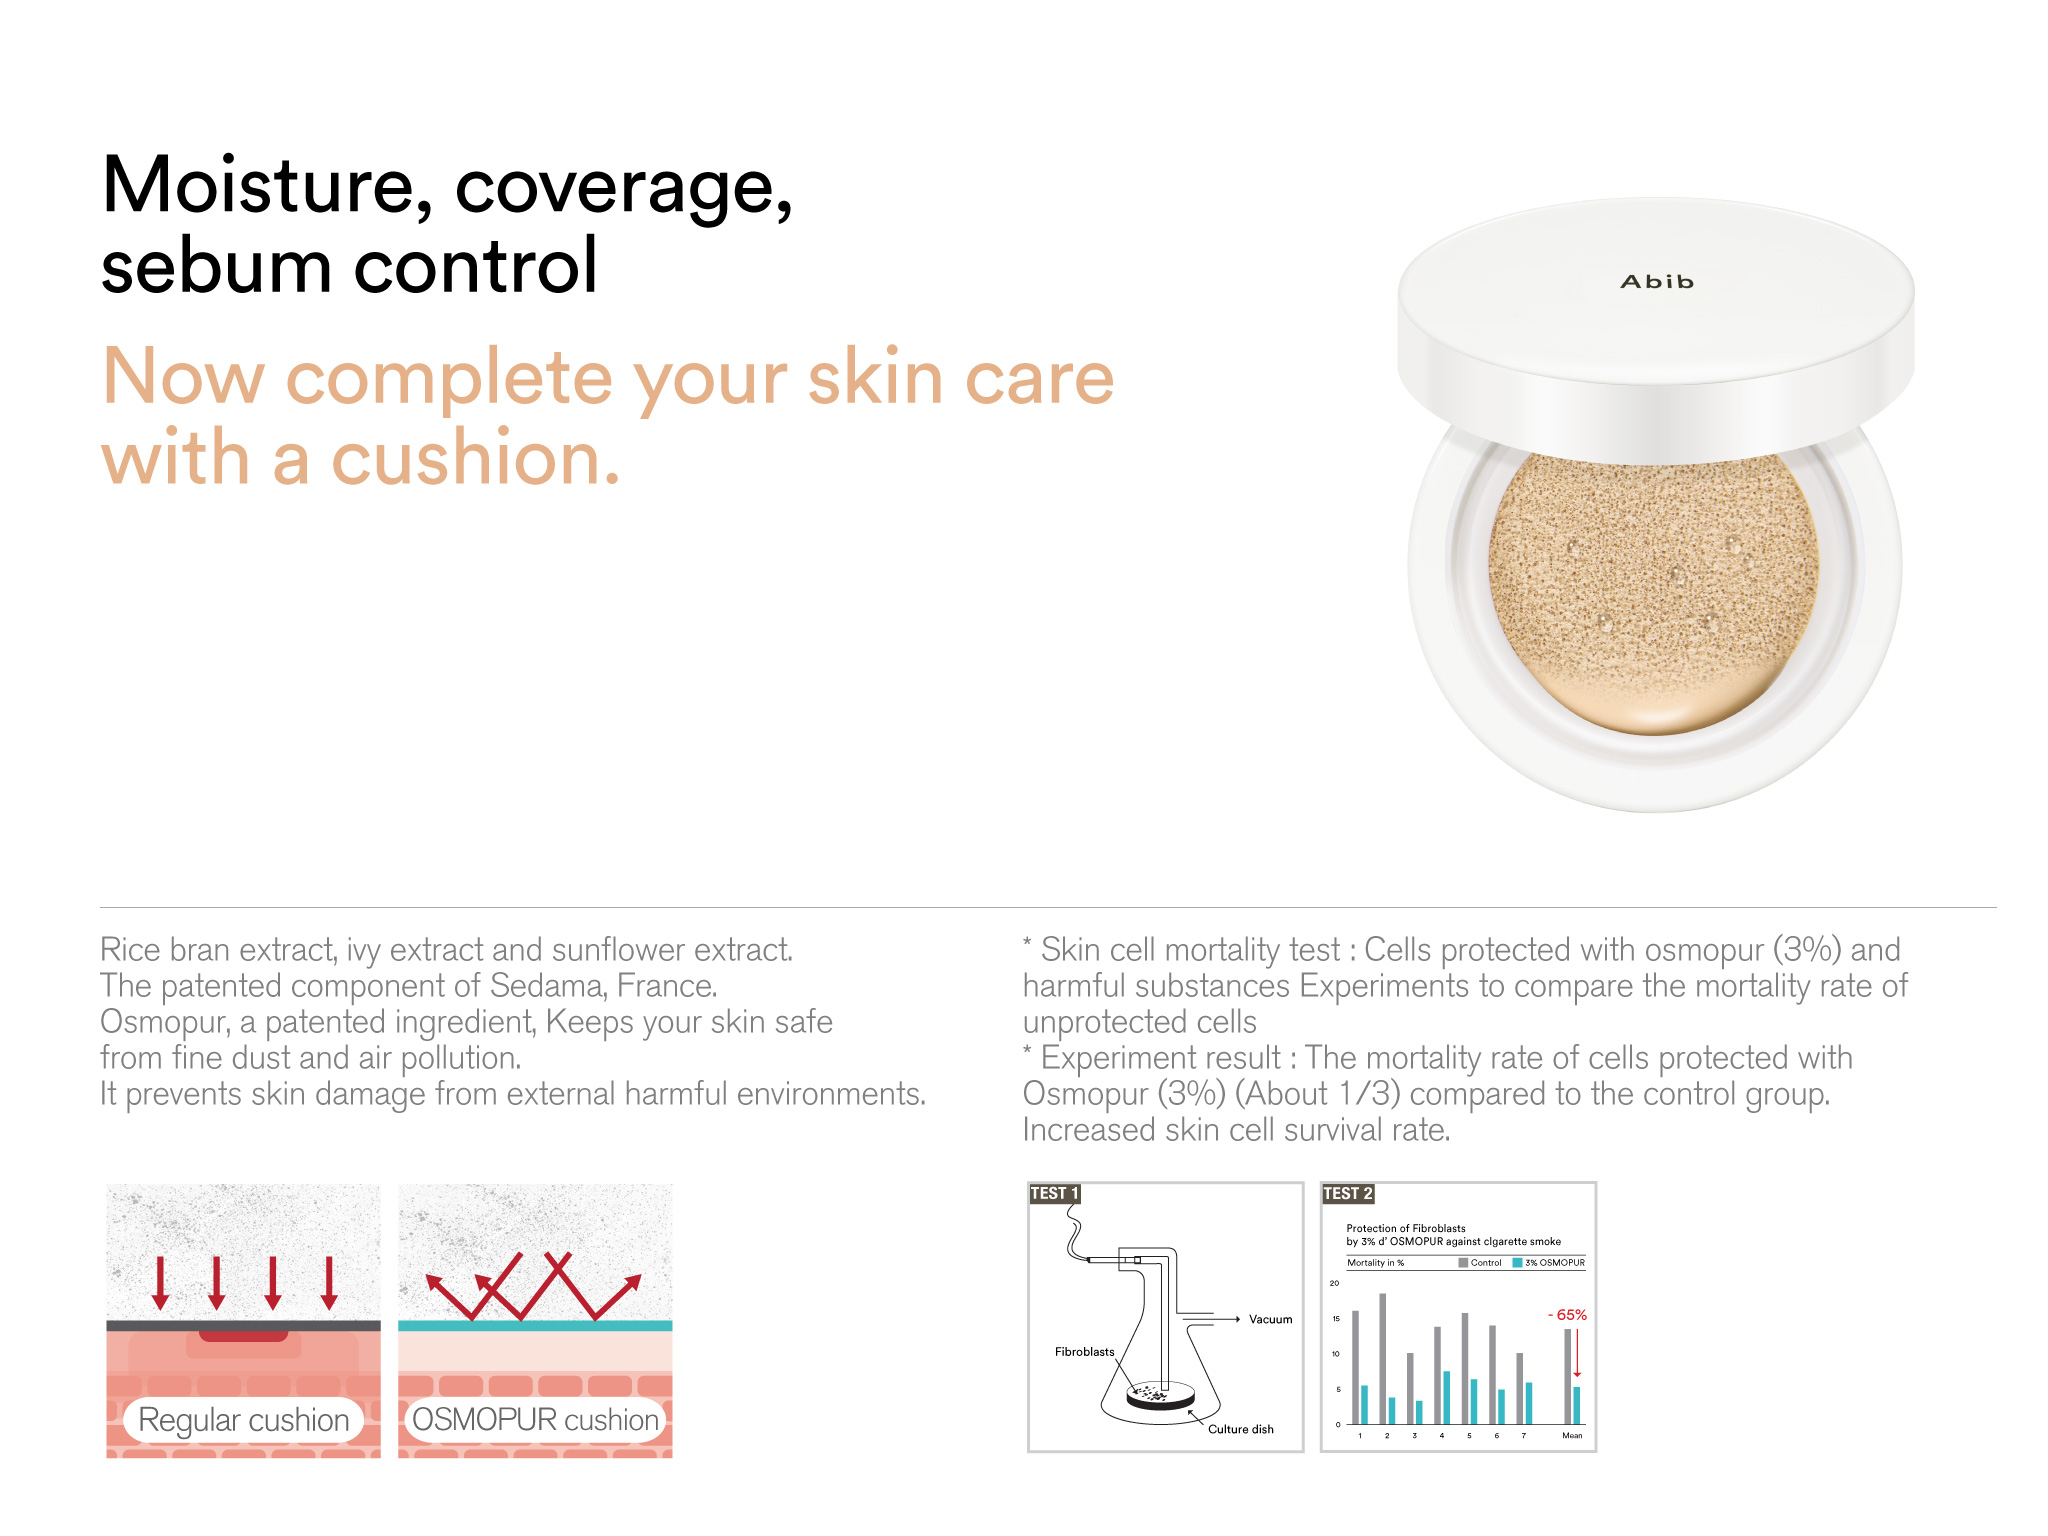 Moisture, coverage,
sebum control
Now complete your skin care
with a cushion.
Abib
Rice bran extract, ivy extract and sunflower extract.
The patented component of Sedama, France.
Osmopur, a patented ingredient, Keeps your skin safe
from fine dust and air pollution.
It prevents skin damage from external harmful environments.
* Skin cell mortality test : Cells protected with osmopur (3%) and
harmful substances Experiments to compare the mortality rate of
unprotected cells
* Experiment result : The mortality rate of cells protected with
Osmopur (3%) (About 1/3) compared to the control group.
Increased skin cell survival rate.
Regular cushion
OSMOPUR cushion
TEST 1
Vacuum
Fibroblasts
Culture dish
TEST 2
Protection of Fibroblasts
by 3% d' OSMOPUR against cIgarette smoke
Mortality in % Control 3% OSMOPUR
20
- 65%
15
10
5
0
1 2 3 4 5 6 7 Mean